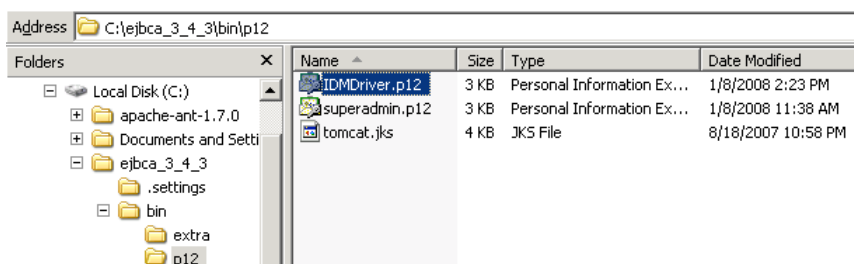 Address C:\ejbca_3_4_3\bin\p12
Folders x Name Size Type Date Modified
Local Disk (C:) IDMDriver.p12 3 KB Personal Information Ex... 1/8/2008 2:23 PM
apache-ant-1.7.0 superadmin.p12 3 KB Personal Information Ex... 1/8/2008 11:38 AM
Documents and Setti tomcat.jks 4 KB JKS File 8/18/2007 10:58 PM
ejbca_3_4_3
.settings
bin
extra
p12